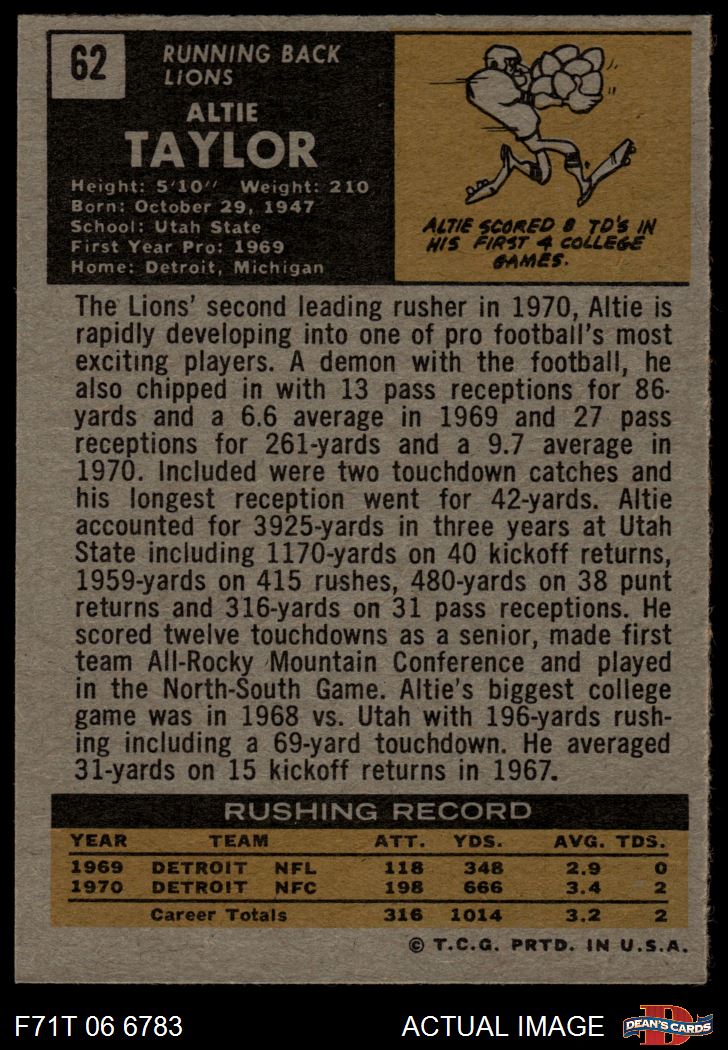 62
RUNNING BACK
LIONS
ALTIE
TAYLOR
Height: 5'10" Weight: 210
Born: October 29, 1947
School: Utah State
First Year Pro: 1969
Home: Detroit, Michigan
ALTIE SCORED 8 TD'S IN
HIS FIRST 4 COLLEGE
GAMES.
The Lions' second leading rusher in 1970, Altie is
rapidly developing into one of pro football's most
exciting players. A demon with the football, he
also chipped in with 13 pass receptions for 86-
yards and a 6.6 average in 1969 and 27 pass
receptions for 261-yards and a 9.7 average in
1970. Included were two touchdown catches and
his longest reception went for 42-yards. Altie
accounted for 3925-yards in three years at Utah
State including 1170-yards on 40 kickoff returns,
1959-yards on 415 rushes, 480-yards on 38 punt
returns and 316-yards on 31 pass receptions. He
scored twelve touchdowns as a senior, made first
team All-Rocky Mountain Conference and played
in the North-South Game. Altie's biggest college
game was in 1968 vs. Utah with 196-yards rush-
ing including a 69-yard touchdown. He averaged
31-yards on 15 kickoff returns in 1967.
RUSHING RECORD
YEAR TEAM ATT. YDS. AVG. TDS.
1969 DETROIT NFL 118 348 2.9 0
1970 DETROIT NFC 198 666 3.4 2
Career Totals 316 1014 3.2 2
© T.C.G. PRTD. IN U.S.A.
F71T 06 6783 ACTUAL IMAGE
D
DEAN'S CARDS